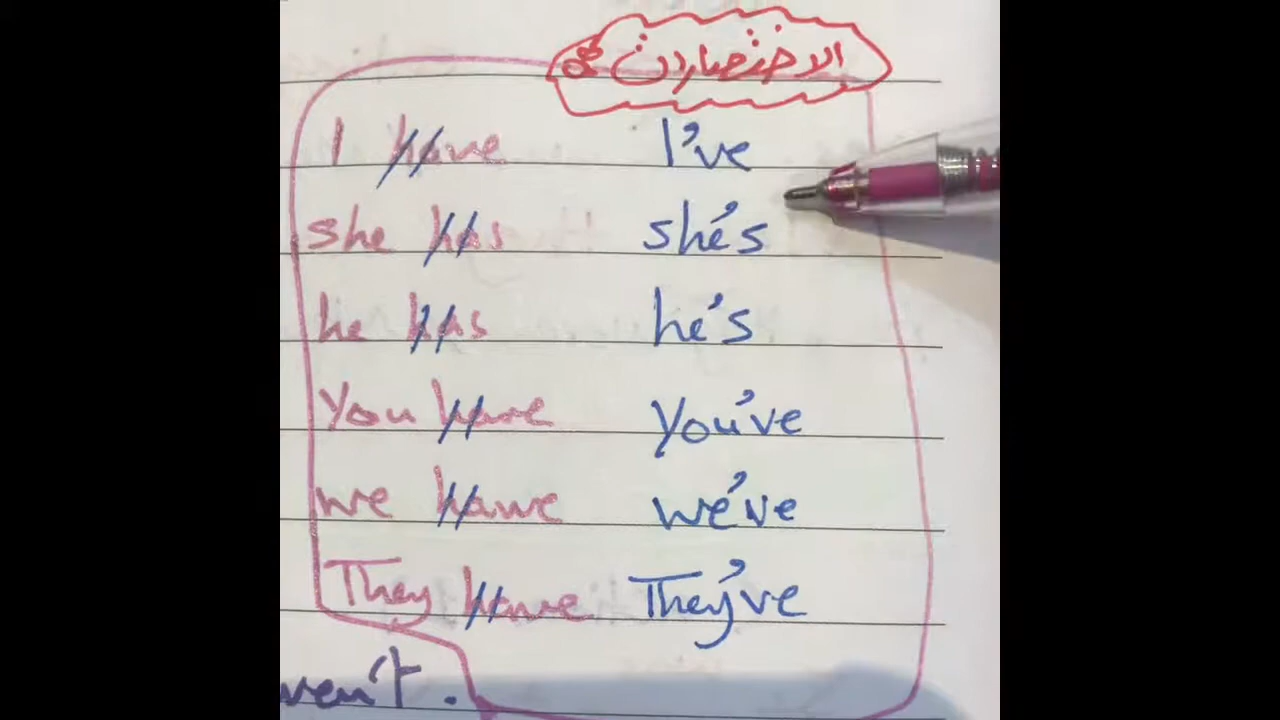 الاختصارات
I have I've
she has she's
he has he's
You have You've
we have we've
They have They've
ven't.